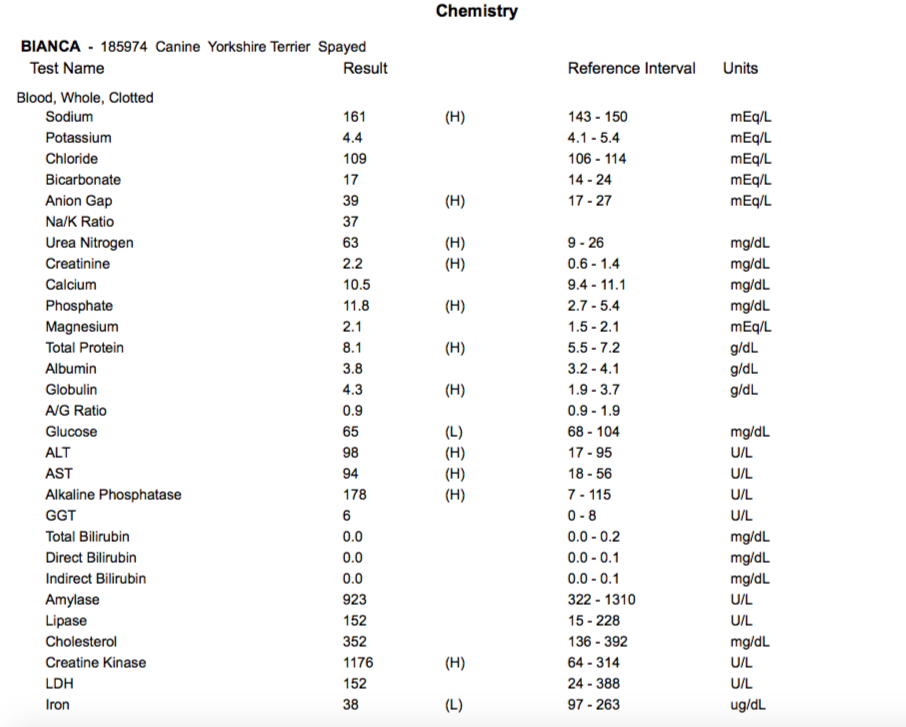 Chemistry
BIANCA - 185974 Canine Yorkshire Terrier Spayed
Test Name Result Reference Interval Units
Blood, Whole, Clotted
Sodium 161 (H) 143 - 150 mEq/L
Potassium 4.4 4.1 - 5.4 mEq/L
Chloride 109 106 - 114 mEq/L
Bicarbonate 17 14 - 24 mEq/L
Anion Gap 39 (H) 17 - 27 mEq/L
Na/K Ratio 37
Urea Nitrogen 63 (H) 9 - 26 mg/dL
Creatinine 2.2 (H) 0.6 - 1.4 mg/dL
Calcium 10.5 9.4 - 11.1 mg/dL
Phosphate 11.8 (H) 2.7 - 5.4 mg/dL
Magnesium 2.1 1.5 - 2.1 mEq/L
Total Protein 8.1 (H) 5.5 - 7.2 g/dL
Albumin 3.8 3.2 - 4.1 g/dL
Globulin 4.3 (H) 1.9 - 3.7 g/dL
A/G Ratio 0.9 0.9 - 1.9
Glucose 65 (L) 68 - 104 mg/dL
ALT 98 (H) 17 - 95 U/L
AST 94 (H) 18 - 56 U/L
Alkaline Phosphatase 178 (H) 7 - 115 U/L
GGT 6 0 - 8 U/L
Total Bilirubin 0.0 0.0 - 0.2 mg/dL
Direct Bilirubin 0.0 0.0 - 0.1 mg/dL
Indirect Bilirubin 0.0 0.0 - 0.1 mg/dL
Amylase 923 322 - 1310 U/L
Lipase 152 15 - 228 U/L
Cholesterol 352 136 - 392 mg/dL
Creatine Kinase 1176 (H) 64 - 314 U/L
LDH 152 24 - 388 U/L
Iron 38 (L) 97 - 263 ug/dL